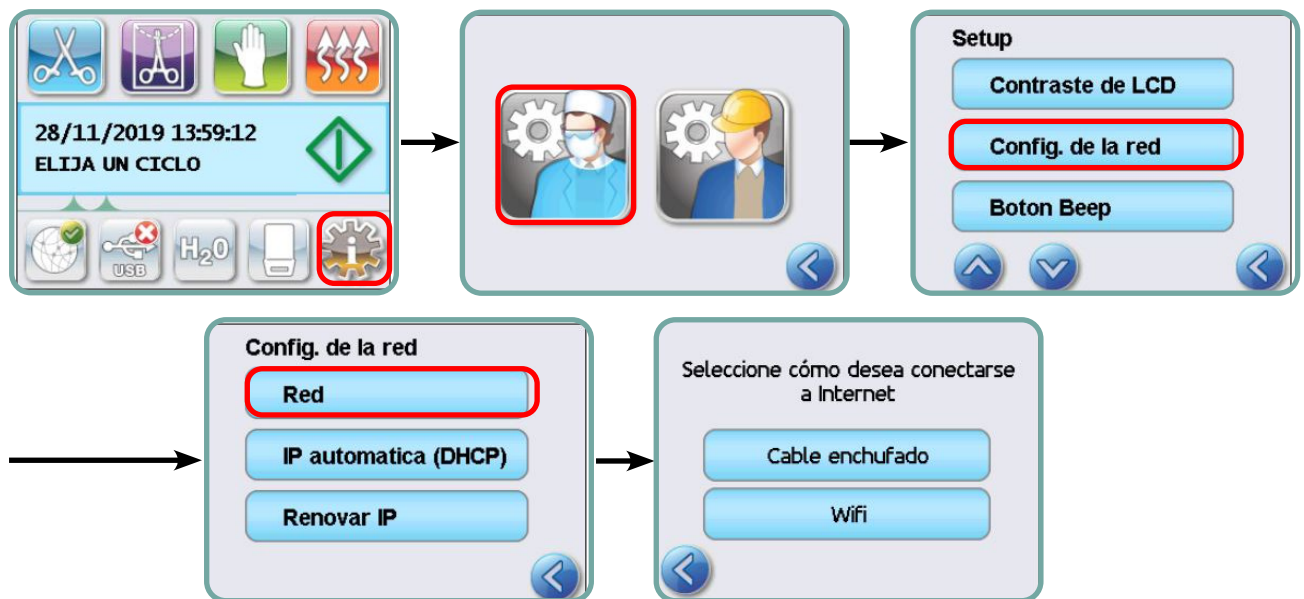 28/11/2019 13:59:12
ELIJA UN CICLO
USB
H₂O
i
Setup
Contraste de LCD
Config. de la red
Boton Beep
Config. de la red
Red
IP automatica (DHCP)
Renovar IP
Seleccione cómo desea conectarse
a Internet
Cable enchufado
Wifi